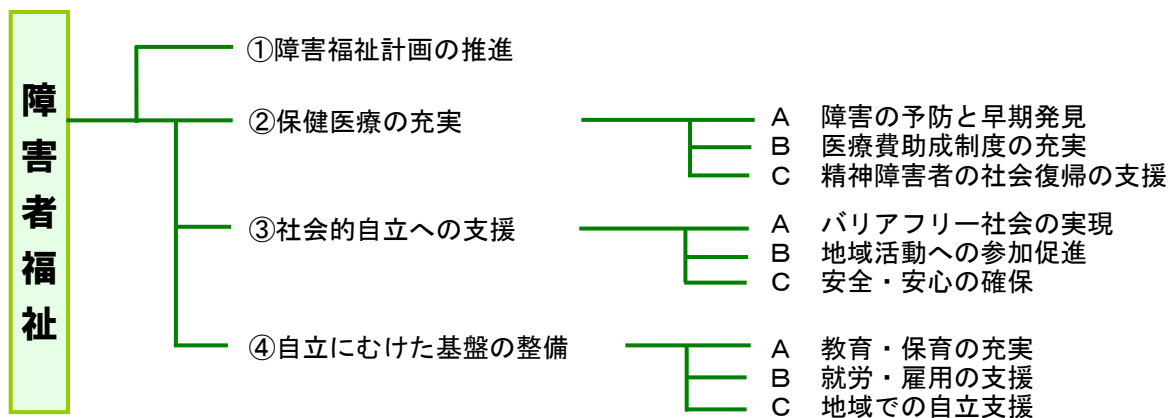 障害者福祉
①障害福祉計画の推進
②保健医療の充実
A 障害の予防と早期発見
B 医療費助成制度の充実
C 精神障害者の社会復帰の支援
③社会的自立への支援
A バリアフリー社会の実現
B 地域活動への参加促進
C 安全・安心の確保
④自立にむけた基盤の整備
A 教育・保育の充実
B 就労・雇用の支援
C 地域での自立支援